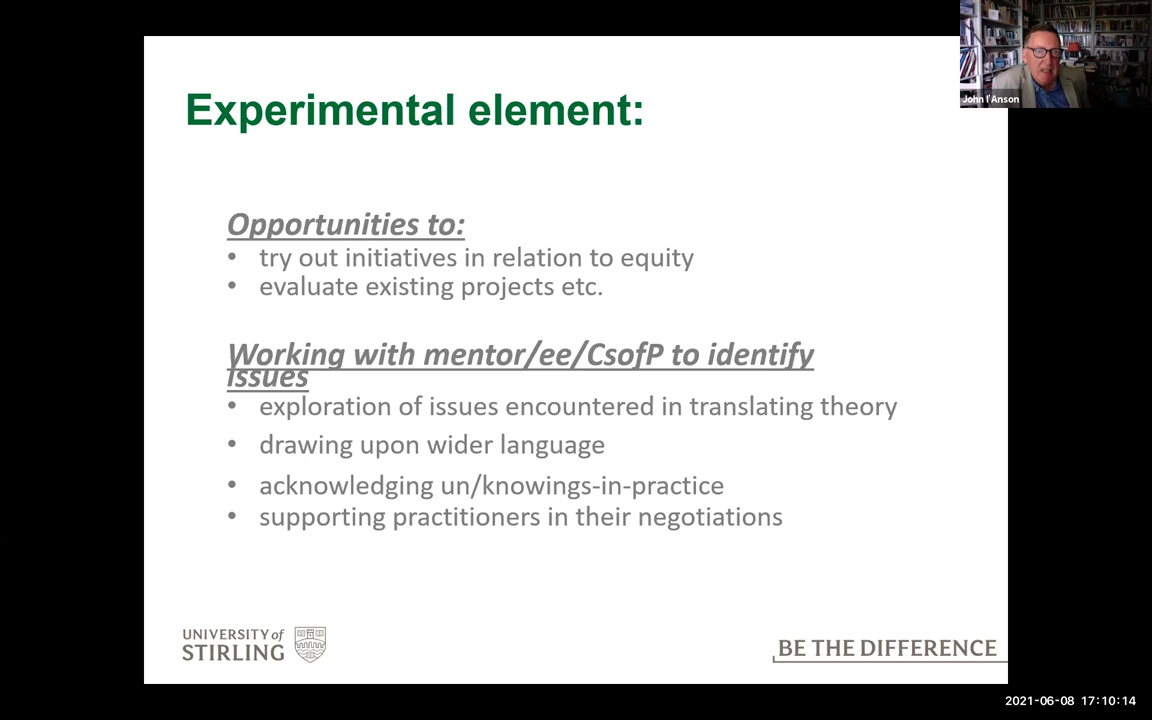 John I'Anson
Experimental element:
Opportunities to:
• try out initiatives in relation to equity
• evaluate existing projects etc.
Working with mentor/ee/CsofP to identify
issues
• exploration of issues encountered in translating theory
• drawing upon wider language
• acknowledging un/knowings-in-practice
• supporting practitioners in their negotiations
UNIVERSITY of
STIRLING
BE THE DIFFERENCE
2021-06-08 17:10:14